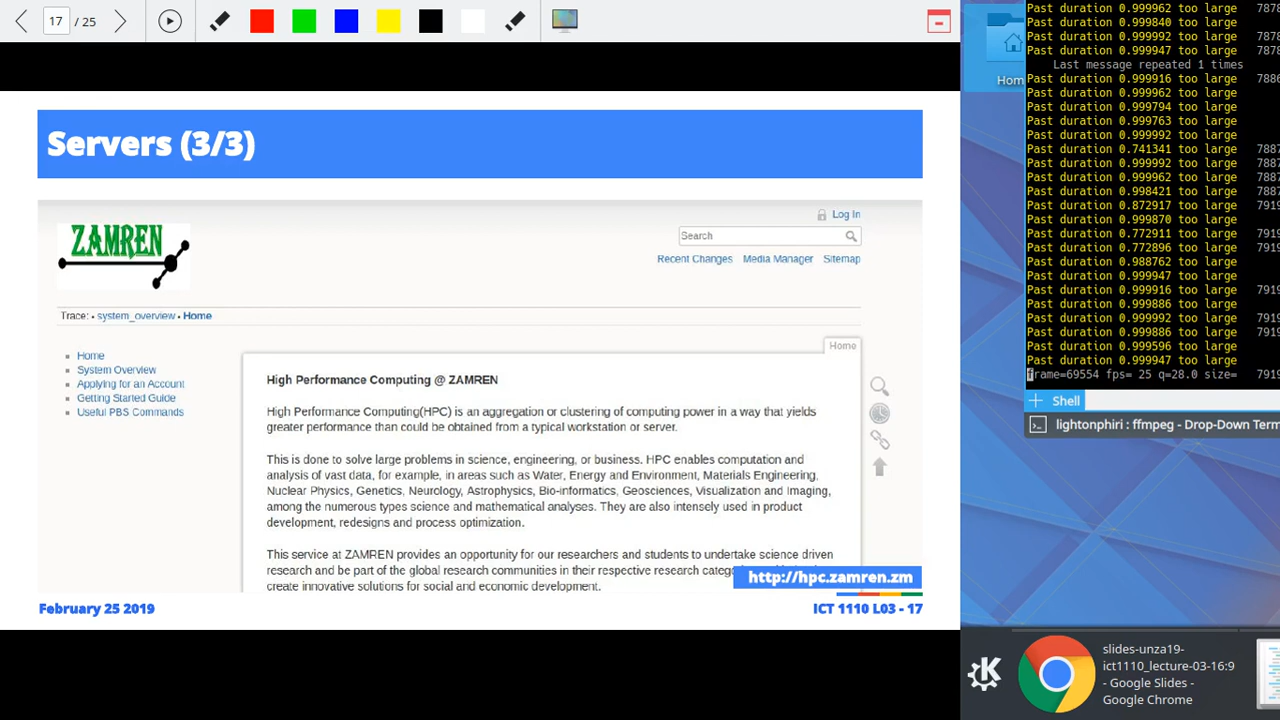 17 / 25
Servers (3/3)
ZAMREN
Log In
Search
Recent Changes Media Manager Sitemap
Trace: • system_overview • Home
Home
System Overview
Applying for an Account
Getting Started Guide
Useful PBS Commands
Home
High Performance Computing @ ZAMREN
High Performance Computing(HPC) is an aggregation or clustering of computing power in a way that yields
greater performance than could be obtained from a typical workstation or server.
This is done to solve large problems in science, engineering, or business. HPC enables computation and
analysis of vast data, for example, in areas such as Water, Energy and Environment, Materials Engineering,
Nuclear Physics, Genetics, Neurology, Astrophysics, Bio-informatics, Geosciences, Visualization and Imaging,
among the numerous types science and mathematical analyses. They are also intensely used in product
development, redesigns and process optimization.
This service at ZAMREN provides an opportunity for our researchers and students to undertake science driven
research and be part of the global research communities in their respective research
create innovative solutions for social and economic development.
http://hpc.zamren.zm
February 25 2019
ICT 1110 L03 - 17
Past duration 0.999962 too large 7878
Past duration 0.999840 too large
Past duration 0.999992 too large 7878
Past duration 0.999947 too large 7878
Last message repeated 1 times
Past duration 0.999916 too large 7886
Past duration 0.999962 too large
Past duration 0.999794 too large
Past duration 0.999763 too large
Past duration 0.999992 too large
Past duration 0.741341 too large 7887
Past duration 0.999992 too large 7887
Past duration 0.999962 too large 7887
Past duration 0.998421 too large 7887
Past duration 0.872917 too large 7919
Past duration 0.999870 too large
Past duration 0.772911 too large 7919
Past duration 0.772896 too large 7919
Past duration 0.988762 too large
Past duration 0.999947 too large
Past duration 0.999916 too large 7919
Past duration 0.999886 too large
Past duration 0.999992 too large 7919
Past duration 0.999886 too large 7919
Past duration 0.999596 too large
Past duration 0.999947 too large
frame=69554 fps= 25 q=28.0 size= 7919
Shell
lightonphiri : ffmpeg - Drop-Down Term
Hom
slides-unza19-
ict1110_lecture-03-16:9
- Google Slides -
Google Chrome